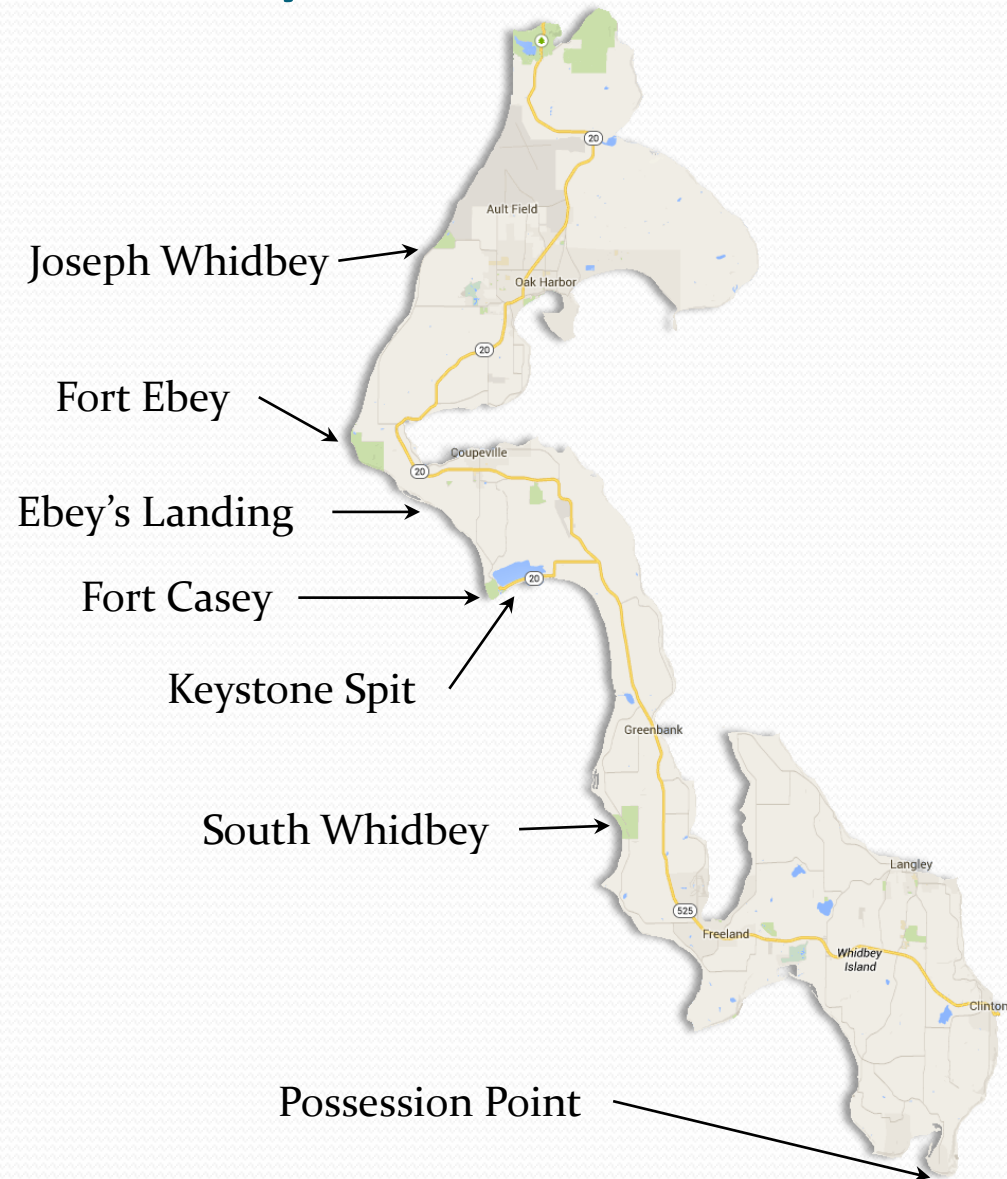 20
Ault Field
Joseph Whidbey
Oak Harbor
20
Fort Ebey
Coupeville
20
Ebey’s Landing
20
Fort Casey
Keystone Spit
Greenbank
South Whidbey
Langley
525
Freeland
Whidbey
Island
Clinton
Possession Point